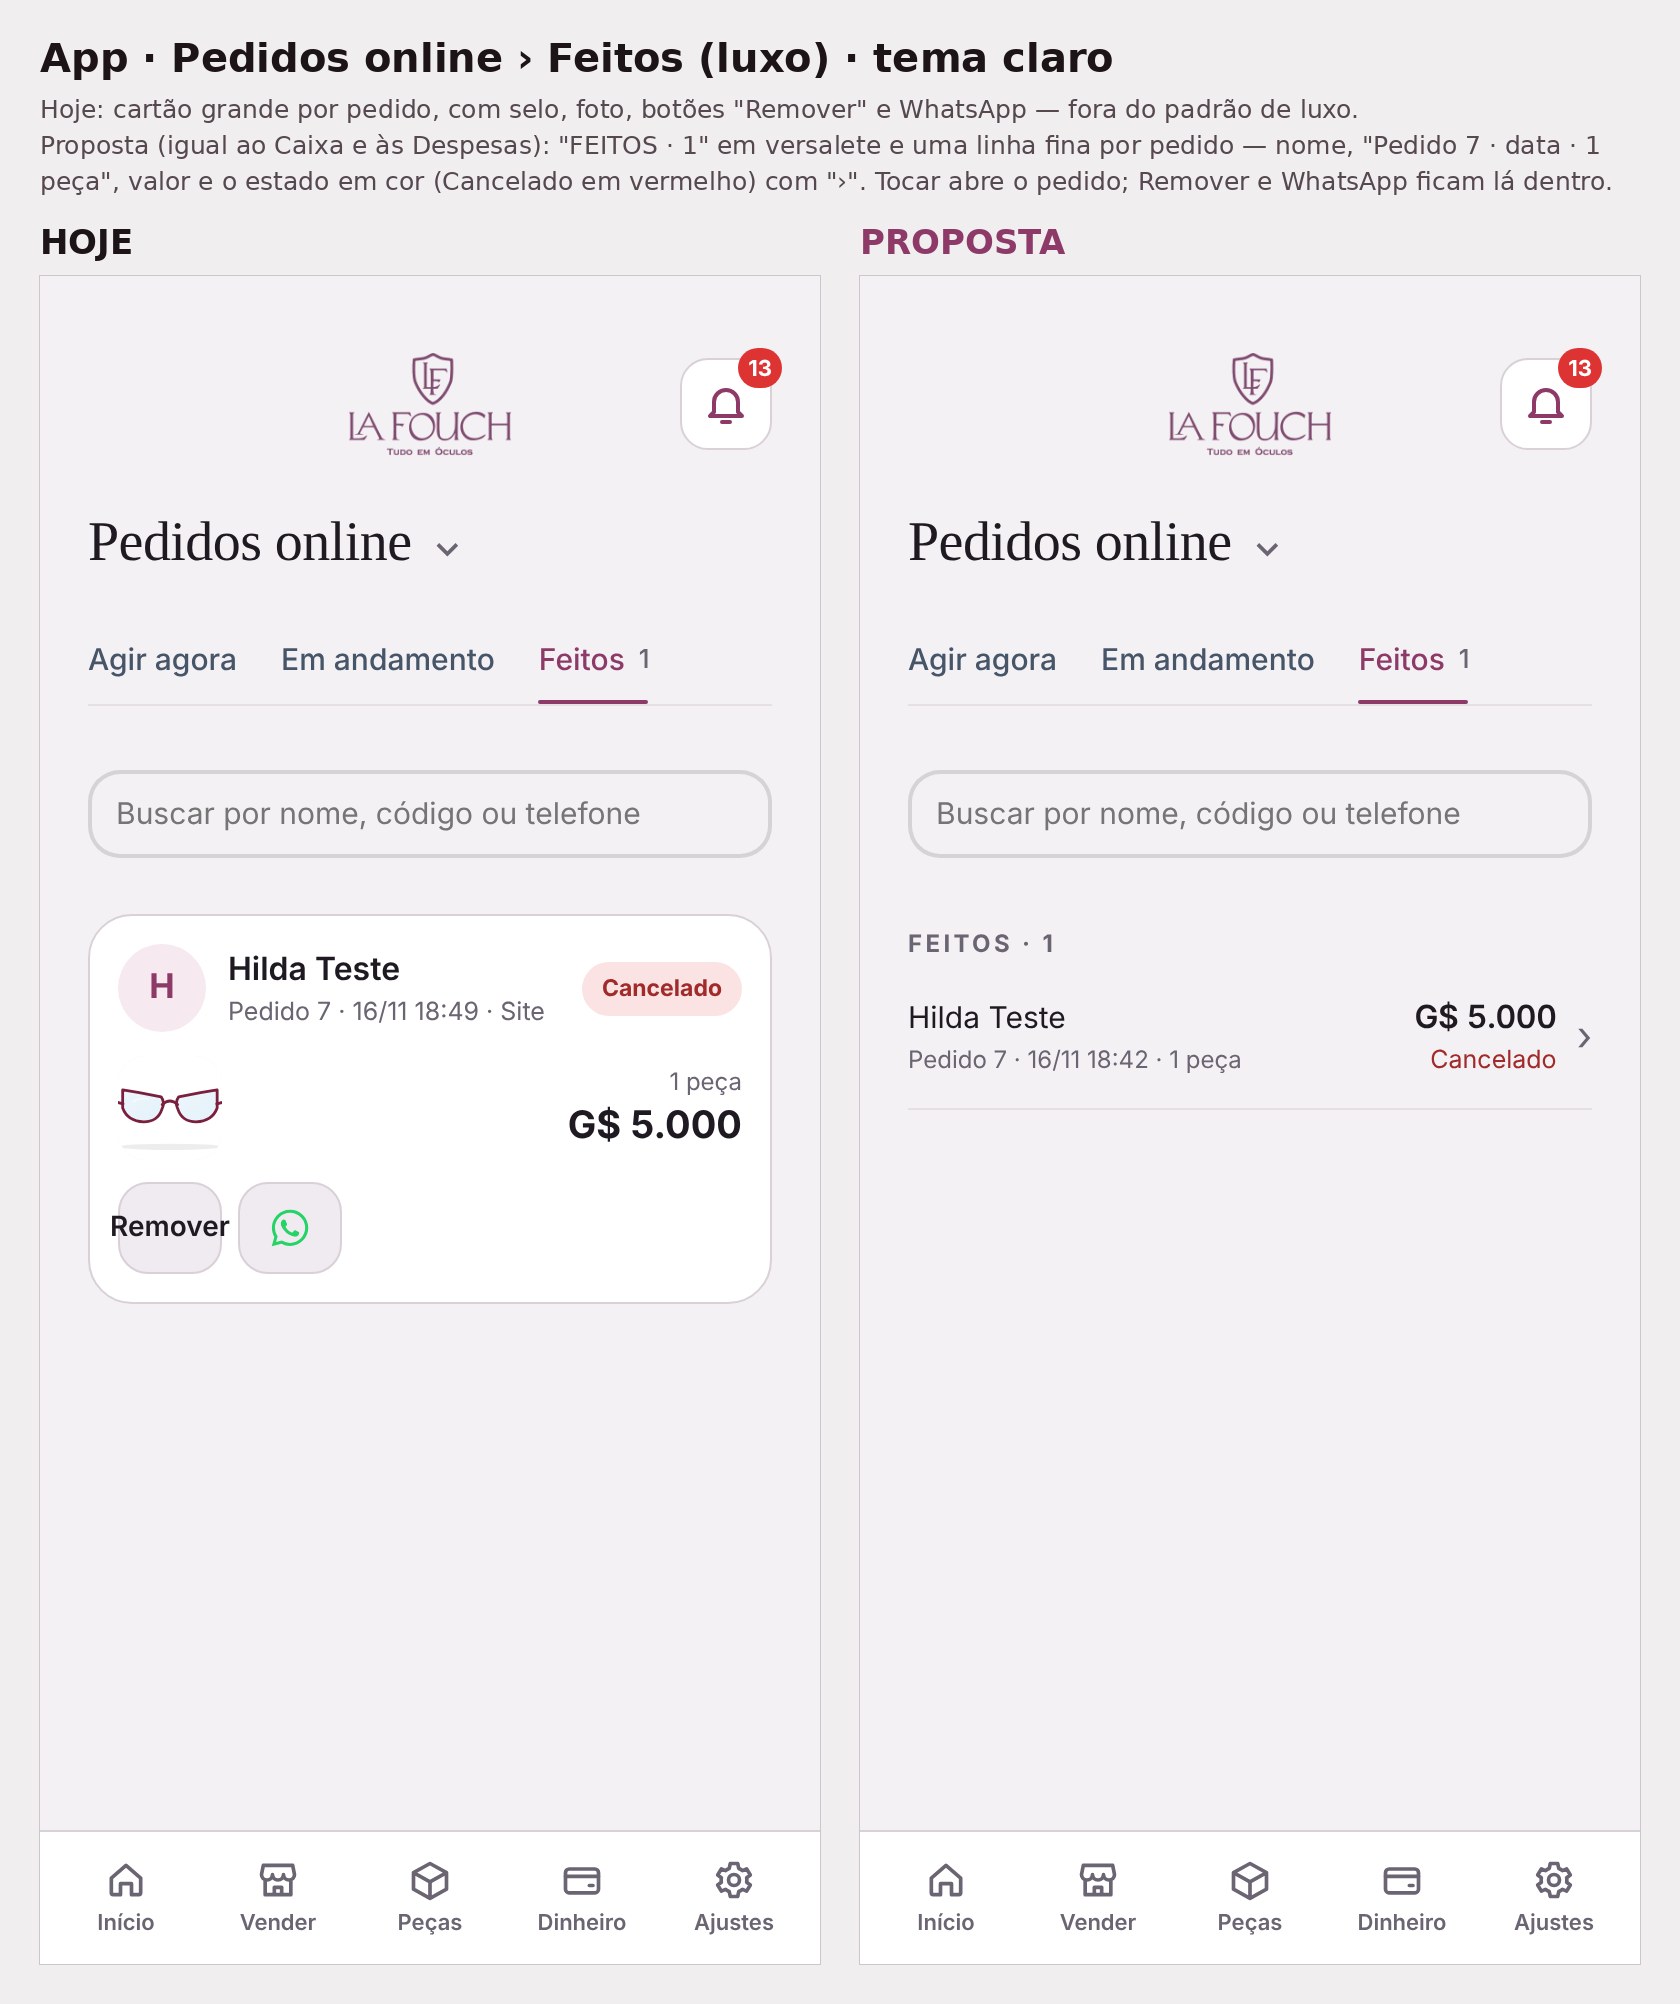 App · Pedidos online › Feitos (luxo) · tema claro
Hoje: cartão grande por pedido, com selo, foto, botões "Remover" e WhatsApp — fora do padrão de luxo.
Proposta (igual ao Caixa e às Despesas): "FEITOS · 1" em versalete e uma linha fina por pedido — nome, "Pedido 7 · data · 1
peça", valor e o estado em cor (Cancelado em vermelho) com "›". Tocar abre o pedido; Remover e WhatsApp ficam lá dentro.
HOJE
LF
LA FOUCH
TUDO EM ÓCULOS
13
Pedidos online
Agir agora Em andamento Feitos 1
Buscar por nome, código ou telefone
H
Hilda Teste
Pedido 7 · 16/11 18:49 · Site
Cancelado
1 peça
G$ 5.000
Remover
Início Vender Peças Dinheiro Ajustes
PROPOSTA
LF
LA FOUCH
TUDO EM ÓCULOS
13
Pedidos online
Agir agora Em andamento Feitos 1
Buscar por nome, código ou telefone
FEITOS · 1
Hilda Teste
Pedido 7 · 16/11 18:42 · 1 peça
G$ 5.000 ›
Cancelado
Início Vender Peças Dinheiro Ajustes